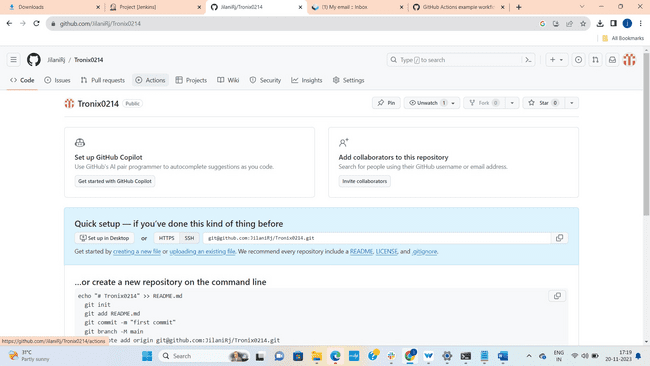 Downloads
Project [Jenkins]
JilaniRj/Tronix0214
(3) My email :: Inbox
GitHub Actions example workfl
github.com/JilaniRj/Tronix0214
All Bookmarks
JilaniRj / Tronix0214
Type / to search
Code
Issues
Pull requests
Actions
Projects
Wiki
Security
Insights
Settings
Tronix0214 Public
Pin
Unwatch 1
Fork 0
Star 0
Set up GitHub Copilot
Use GitHub's AI pair programmer to autocomplete suggestions as you code.
Get started with GitHub Copilot
Add collaborators to this repository
Search for people using their GitHub username or email address.
Invite collaborators
Quick setup — if you've done this kind of thing before
Set up in Desktop or HTTPS SSH git@github.com:JilaniRj/Tronix0214.git
Get started by creating a new file or uploading an existing file. We recommend every repository include a README, LICENSE, and .gitignore.
...or create a new repository on the command line
echo "# Tronix0214" >> README.md
git init
git add README.md
git commit -m "first commit"
git branch -M main
ote add origin git@github.com:JilaniRj/Tronix0214.git
https://github.com/JilaniRj/Tronix0214/actions
31°C
Partly sunny
Search
ENG
IN
17:19
20-11-2023